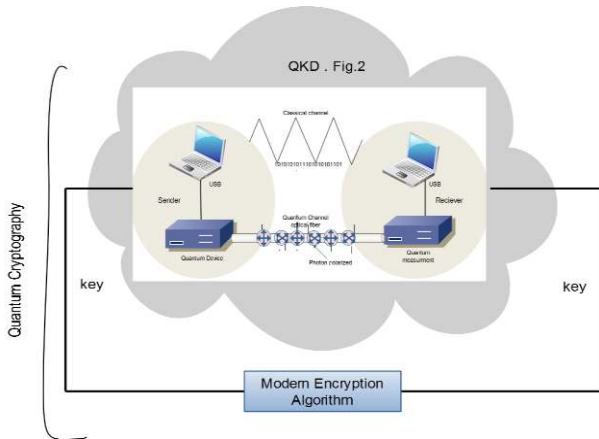 QKD . Fig.2
Classical channel
USB
USB
Sender
Reciever
Quantum Channel
optical fiber
Quantum Device
Photon polarized
Quantum
measurment
key
key
Quantum Cryptography
Modern Encryption
Algorithm